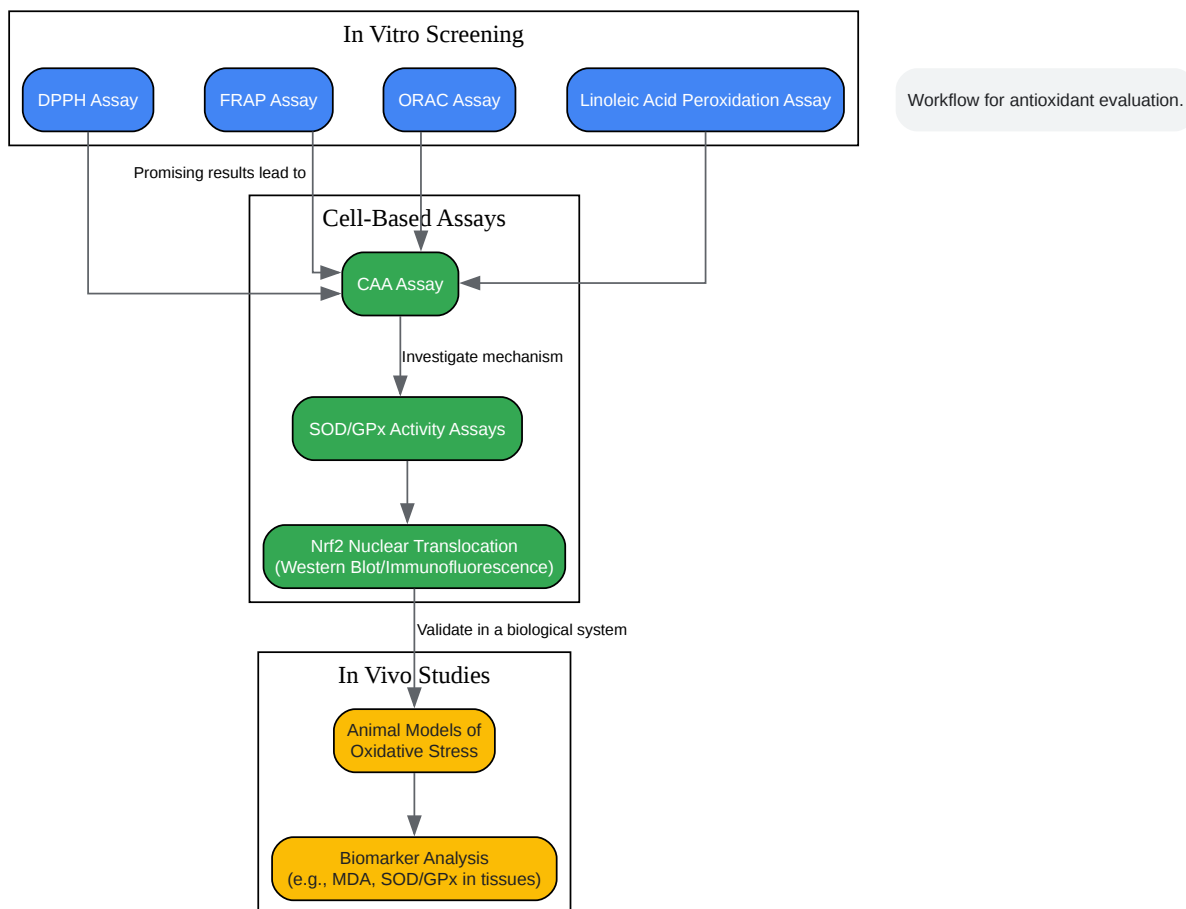 In Vitro Screening
DPPH Assay
FRAP Assay
ORAC Assay
Linoleic Acid Peroxidation Assay
Workflow for antioxidant evaluation.
Promising results lead to
Cell-Based Assays
CAA Assay
Investigate mechanism
SOD/GPx Activity Assays
Nrf2 Nuclear Translocation
(Western Blot/Immunofluorescence)
Validate in a biological system
In Vivo Studies
Animal Models of
Oxidative Stress
Biomarker Analysis
(e.g., MDA, SOD/GPx in tissues)